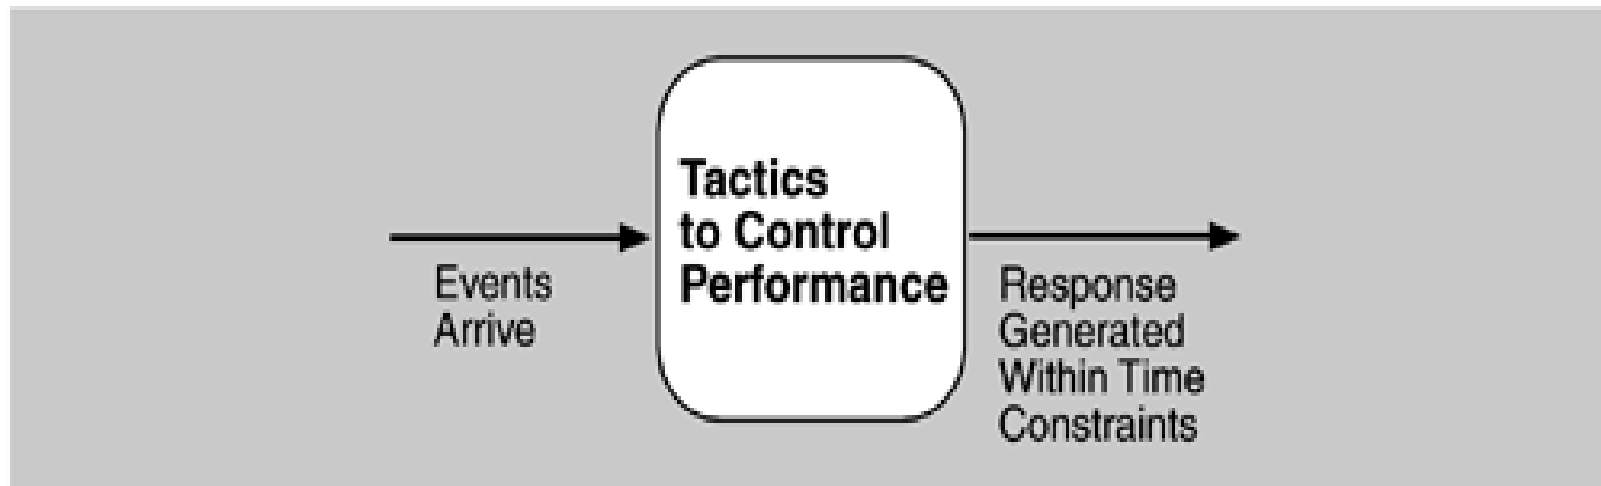 Events
Arrive
Tactics
to Control
Performance
Response
Generated
Within Time
Constraints